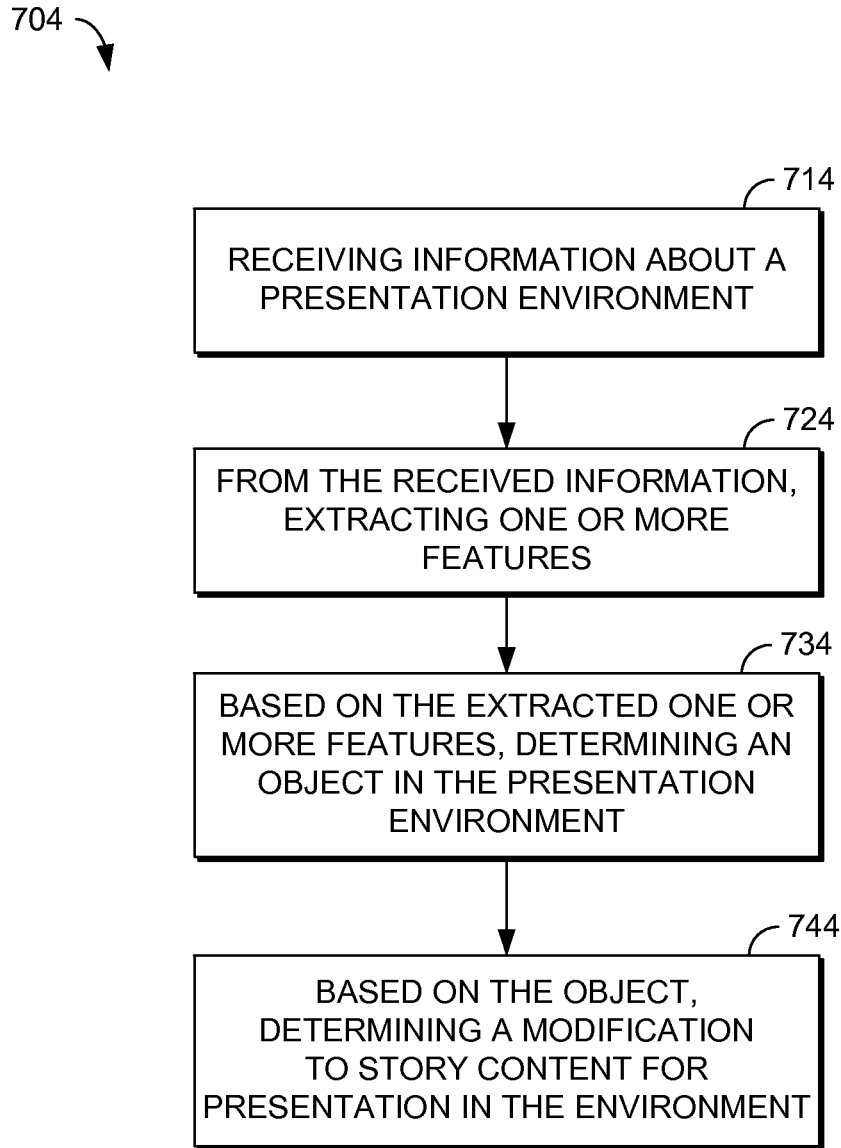 704
714
RECEIVING INFORMATION ABOUT A
PRESENTATION ENVIRONMENT
724
FROM THE RECEIVED INFORMATION,
EXTRACTING ONE OR MORE
FEATURES
734
BASED ON THE EXTRACTED ONE OR
MORE FEATURES, DETERMINING AN
OBJECT IN THE PRESENTATION
ENVIRONMENT
744
BASED ON THE OBJECT,
DETERMINING A MODIFICATION
TO STORY CONTENT FOR
PRESENTATION IN THE ENVIRONMENT